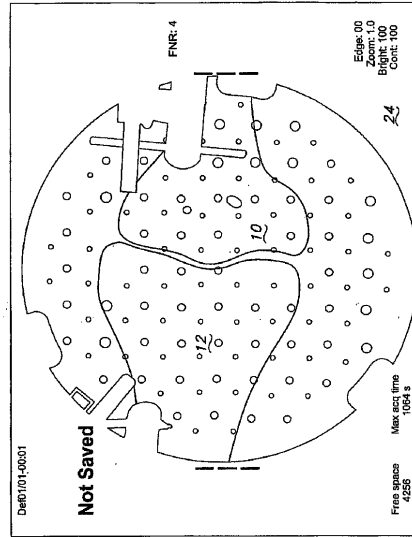 Def01/01-00:01
Not Saved
FNR: 4
12
10
Edge: 00
Zoom: 1.0
Bright: 100
Cont: 100
24
Free space
4256
Max acq time
1064 s